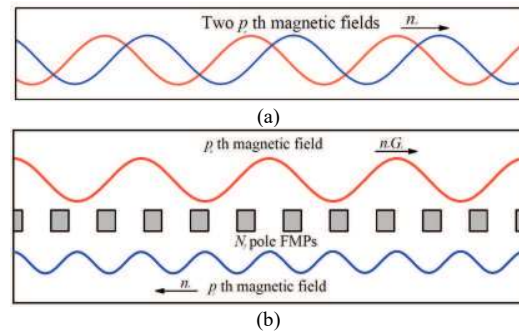 Two p th magnetic fields n
(a)
p th magnetic field n G
N pole FMPs
n p th magnetic field
(b)